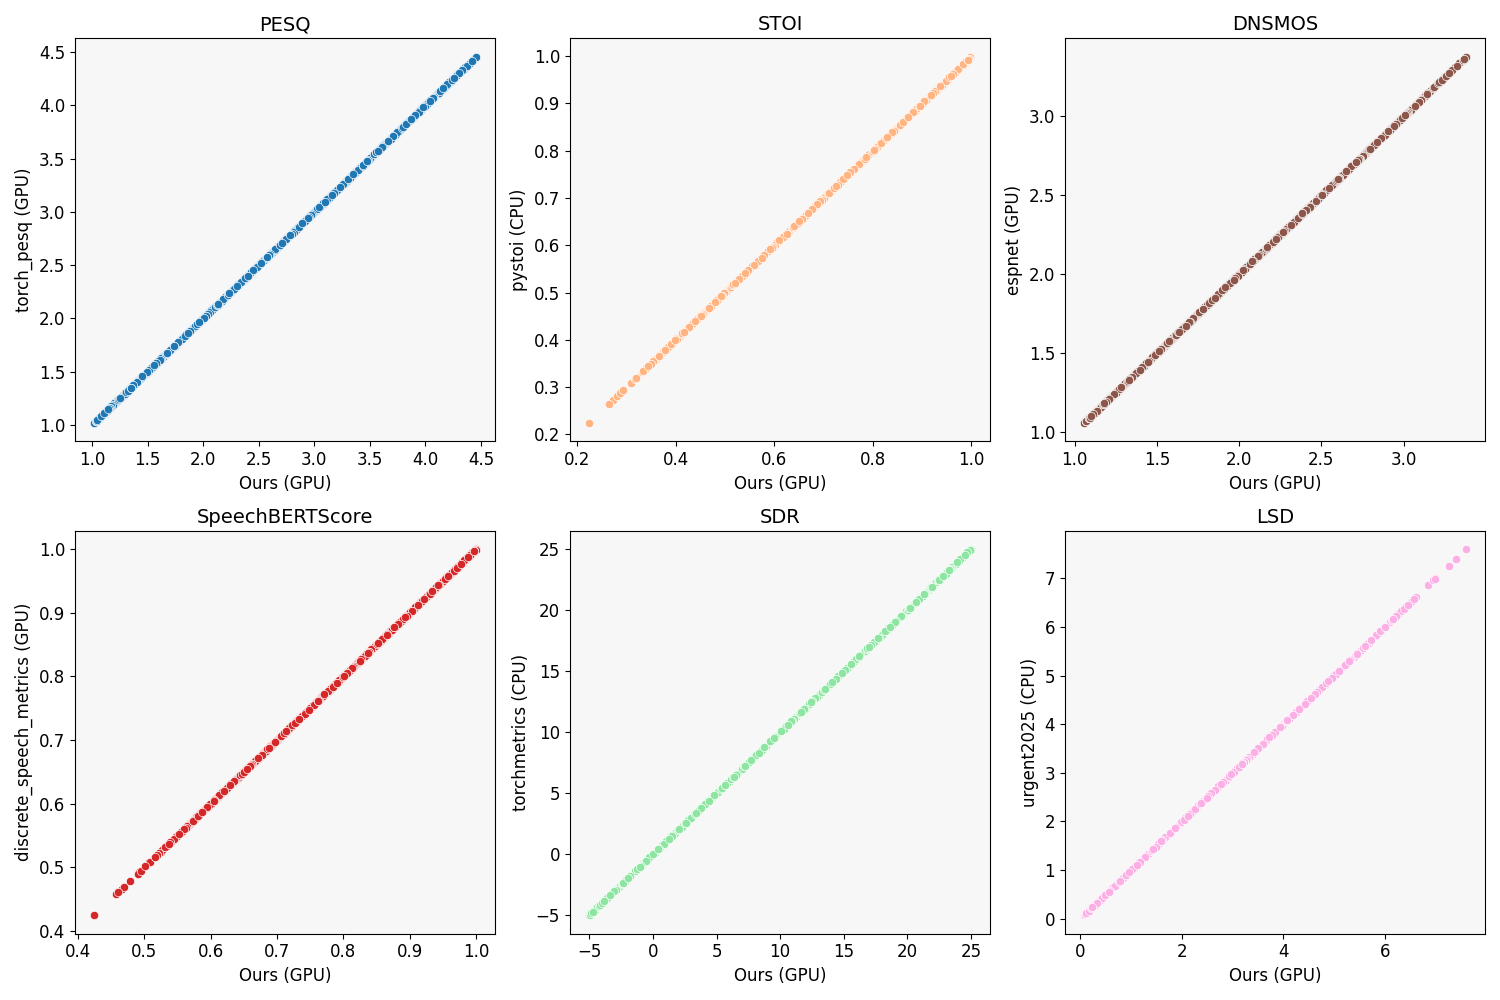 PESQ
4.5
4.0
3.5
3.0
2.5
2.0
1.5
1.0
torch_pesq (GPU)
1.0 1.5 2.0 2.5 3.0 3.5 4.0 4.5
Ours (GPU)
STOI
1.0
0.9
0.8
0.7
0.6
0.5
0.4
0.3
0.2
pystoi (CPU)
0.2 0.4 0.6 0.8 1.0
Ours (GPU)
DNSMOS
3.0
2.5
2.0
1.5
1.0
espnet (GPU)
1.0 1.5 2.0 2.5 3.0
Ours (GPU)
SpeechBERTScore
1.0
0.9
0.8
0.7
0.6
0.5
0.4
discrete_speech_metrics (GPU)
0.4 0.5 0.6 0.7 0.8 0.9 1.0
Ours (GPU)
SDR
25
20
15
10
5
0
−5
torchmetrics (CPU)
−5 0 5 10 15 20 25
Ours (GPU)
LSD
7
6
5
4
3
2
1
0
urgent2025 (CPU)
0 2 4 6
Ours (GPU)